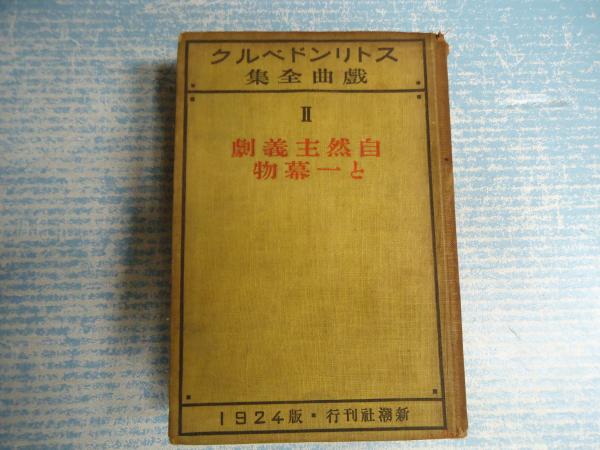 ストリンドベルク
戯曲全集
II
自然主義劇
と一幕物
新潮社刊行・版1924